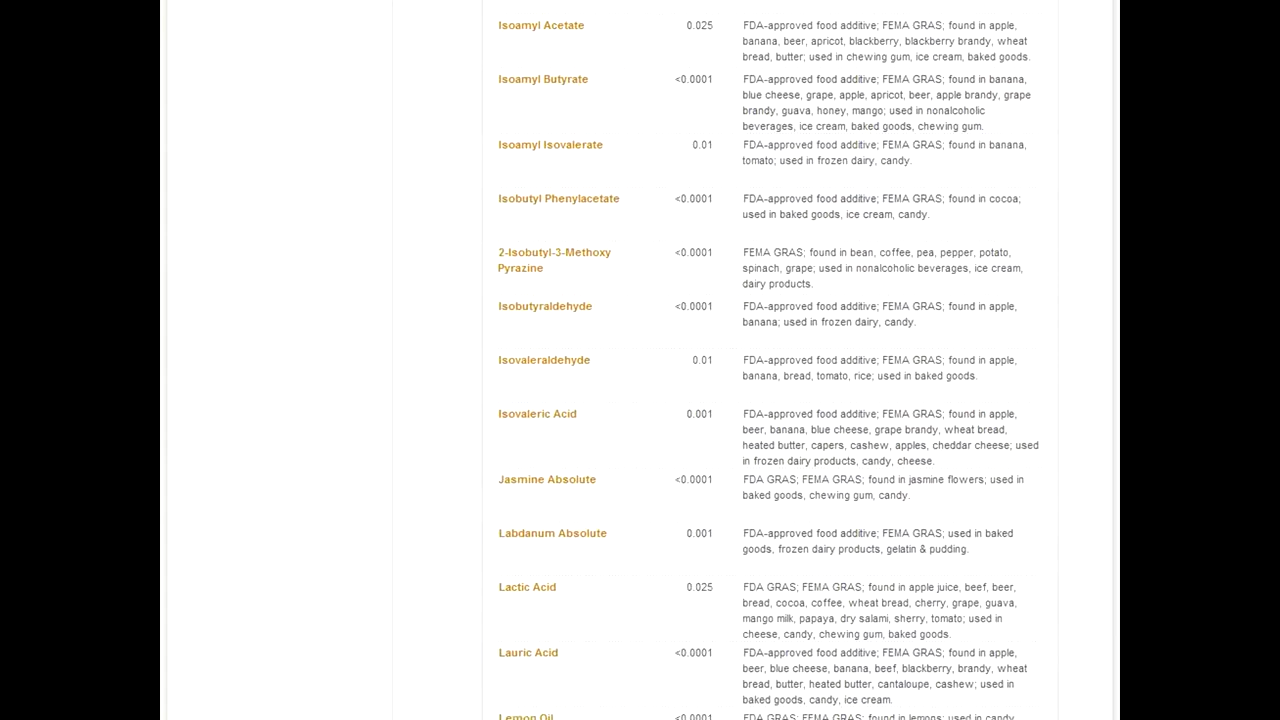 Isoamyl Acetate 0.025 FDA-approved food additive; FEMA GRAS; found in apple,
banana, beer, apricot, blackberry, blackberry brandy, wheat
bread, butter; used in chewing gum, ice cream, baked goods.
Isoamyl Butyrate <0.0001 FDA-approved food additive; FEMA GRAS; found in banana,
blue cheese, grape, apple, apricot, beer, apple brandy, grape
brandy, guava, honey, mango; used in nonalcoholic
beverages, ice cream, baked goods, chewing gum.
Isoamyl Isovalerate 0.01 FDA-approved food additive; FEMA GRAS; found in banana,
tomato; used in frozen dairy, candy.
Isobutyl Phenylacetate <0.0001 FDA-approved food additive; FEMA GRAS; found in cocoa;
used in baked goods, ice cream, candy.
2-Isobutyl-3-Methoxy <0.0001 FEMA GRAS; found in bean, coffee, pea, pepper, potato,
Pyrazine spinach, grape; used in nonalcoholic beverages, ice cream,
dairy products.
Isobutyraldehyde <0.0001 FDA-approved food additive; FEMA GRAS; found in apple,
banana; used in frozen dairy, candy.
Isovaleraldehyde 0.01 FDA-approved food additive; FEMA GRAS; found in apple,
banana, bread, tomato, rice; used in baked goods.
Isovaleric Acid 0.001 FDA-approved food additive; FEMA GRAS; found in apple,
beer, banana, blue cheese, grape brandy, wheat bread,
heated butter, capers, cashew, apples, cheddar cheese; used
in frozen dairy products, candy, cheese.
Jasmine Absolute <0.0001 FDA GRAS; FEMA GRAS; found in jasmine flowers; used in
baked goods, chewing gum, candy.
Labdanum Absolute 0.001 FDA-approved food additive; FEMA GRAS; used in baked
goods, frozen dairy products, gelatin & pudding.
Lactic Acid 0.025 FDA GRAS; FEMA GRAS; found in apple juice, beef, beer,
bread, cocoa, coffee, wheat bread, cherry, grape, guava,
mango milk, papaya, dry salami, sherry, tomato; used in
cheese, candy, chewing gum, baked goods.
Lauric Acid <0.0001 FDA-approved food additive; FEMA GRAS; found in apple,
beer, blue cheese, banana, beef, blackberry, brandy, wheat
bread, butter, heated butter, cantaloupe, cashew; used in
baked goods, candy, ice cream.
Lemon Oil <0.0001 FDA GRAS; FEMA GRAS; found in lemons; used in candy,